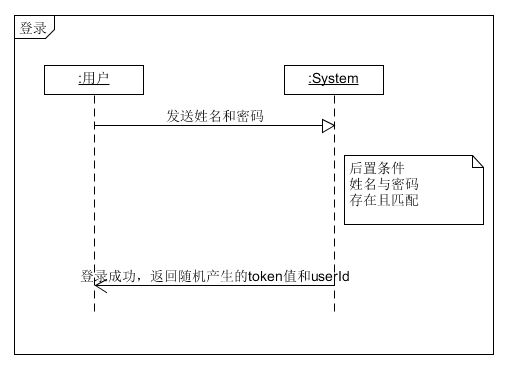 登录
:用户
:System
发送姓名和密码
后置条件
姓名与密码
存在且匹配
登录成功，返回随机产生的token值和userId